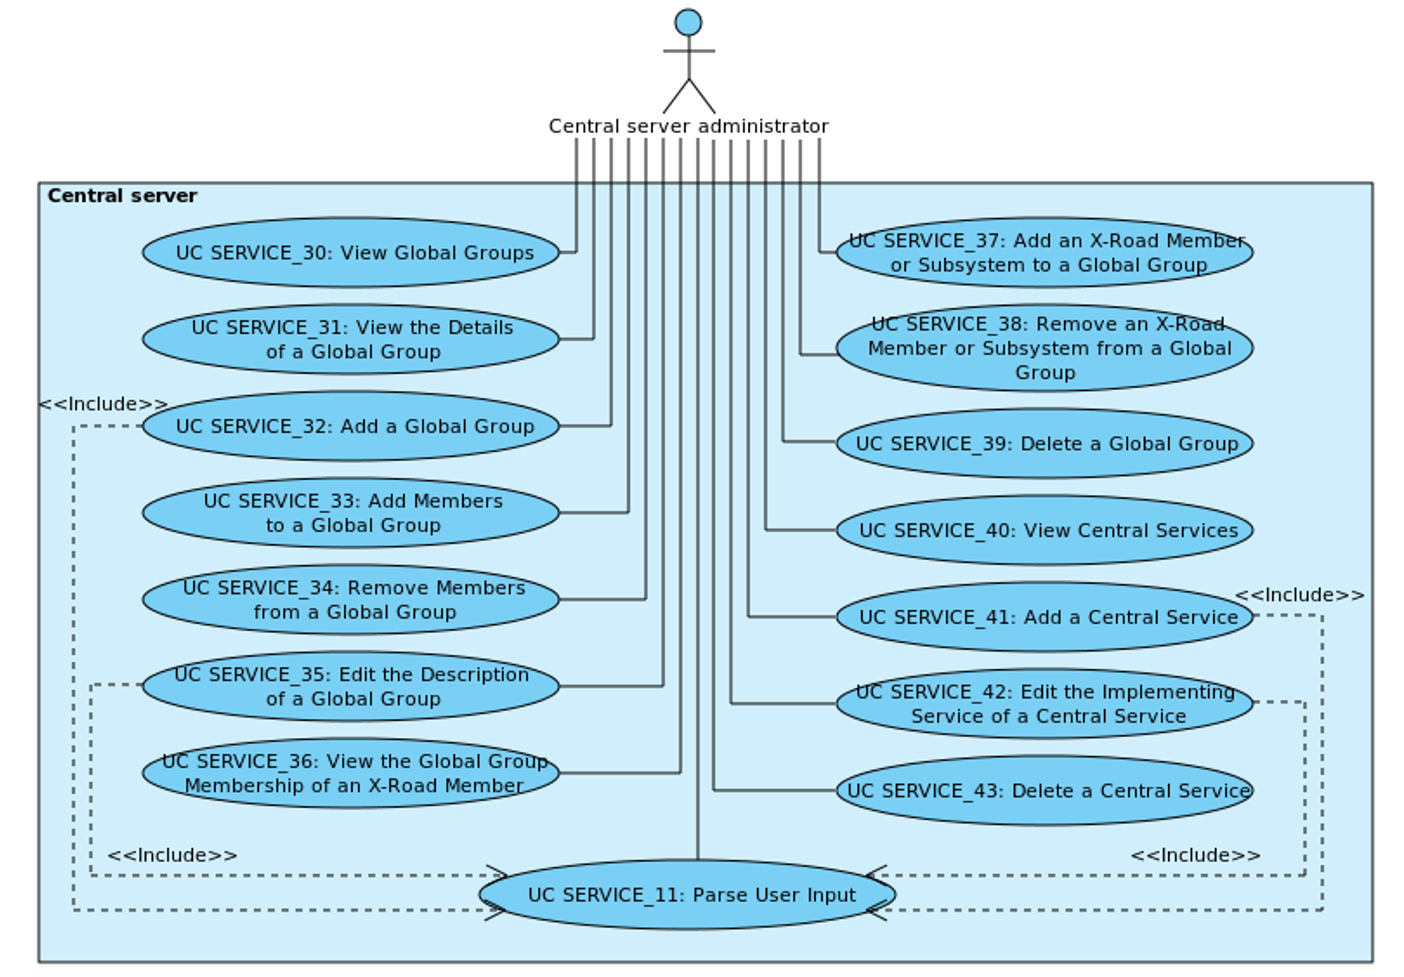 Central server administrator
Central server
UC SERVICE_30: View Global Groups
UC SERVICE_31: View the Details
of a Global Group
<<Include>>
UC SERVICE_32: Add a Global Group
UC SERVICE_33: Add Members
to a Global Group
UC SERVICE_34: Remove Members
from a Global Group
UC SERVICE_35: Edit the Description
of a Global Group
UC SERVICE_36: View the Global Group
Membership of an X-Road Member
<<Include>>
UC SERVICE_37: Add an X-Road Member
or Subsystem to a Global Group
UC SERVICE_38: Remove an X-Road
Member or Subsystem from a Global
Group
UC SERVICE_39: Delete a Global Group
UC SERVICE_40: View Central Services
<<Include>>
UC SERVICE_41: Add a Central Service
UC SERVICE_42: Edit the Implementing
Service of a Central Service
UC SERVICE_43: Delete a Central Service
<<Include>>
UC SERVICE_11: Parse User Input